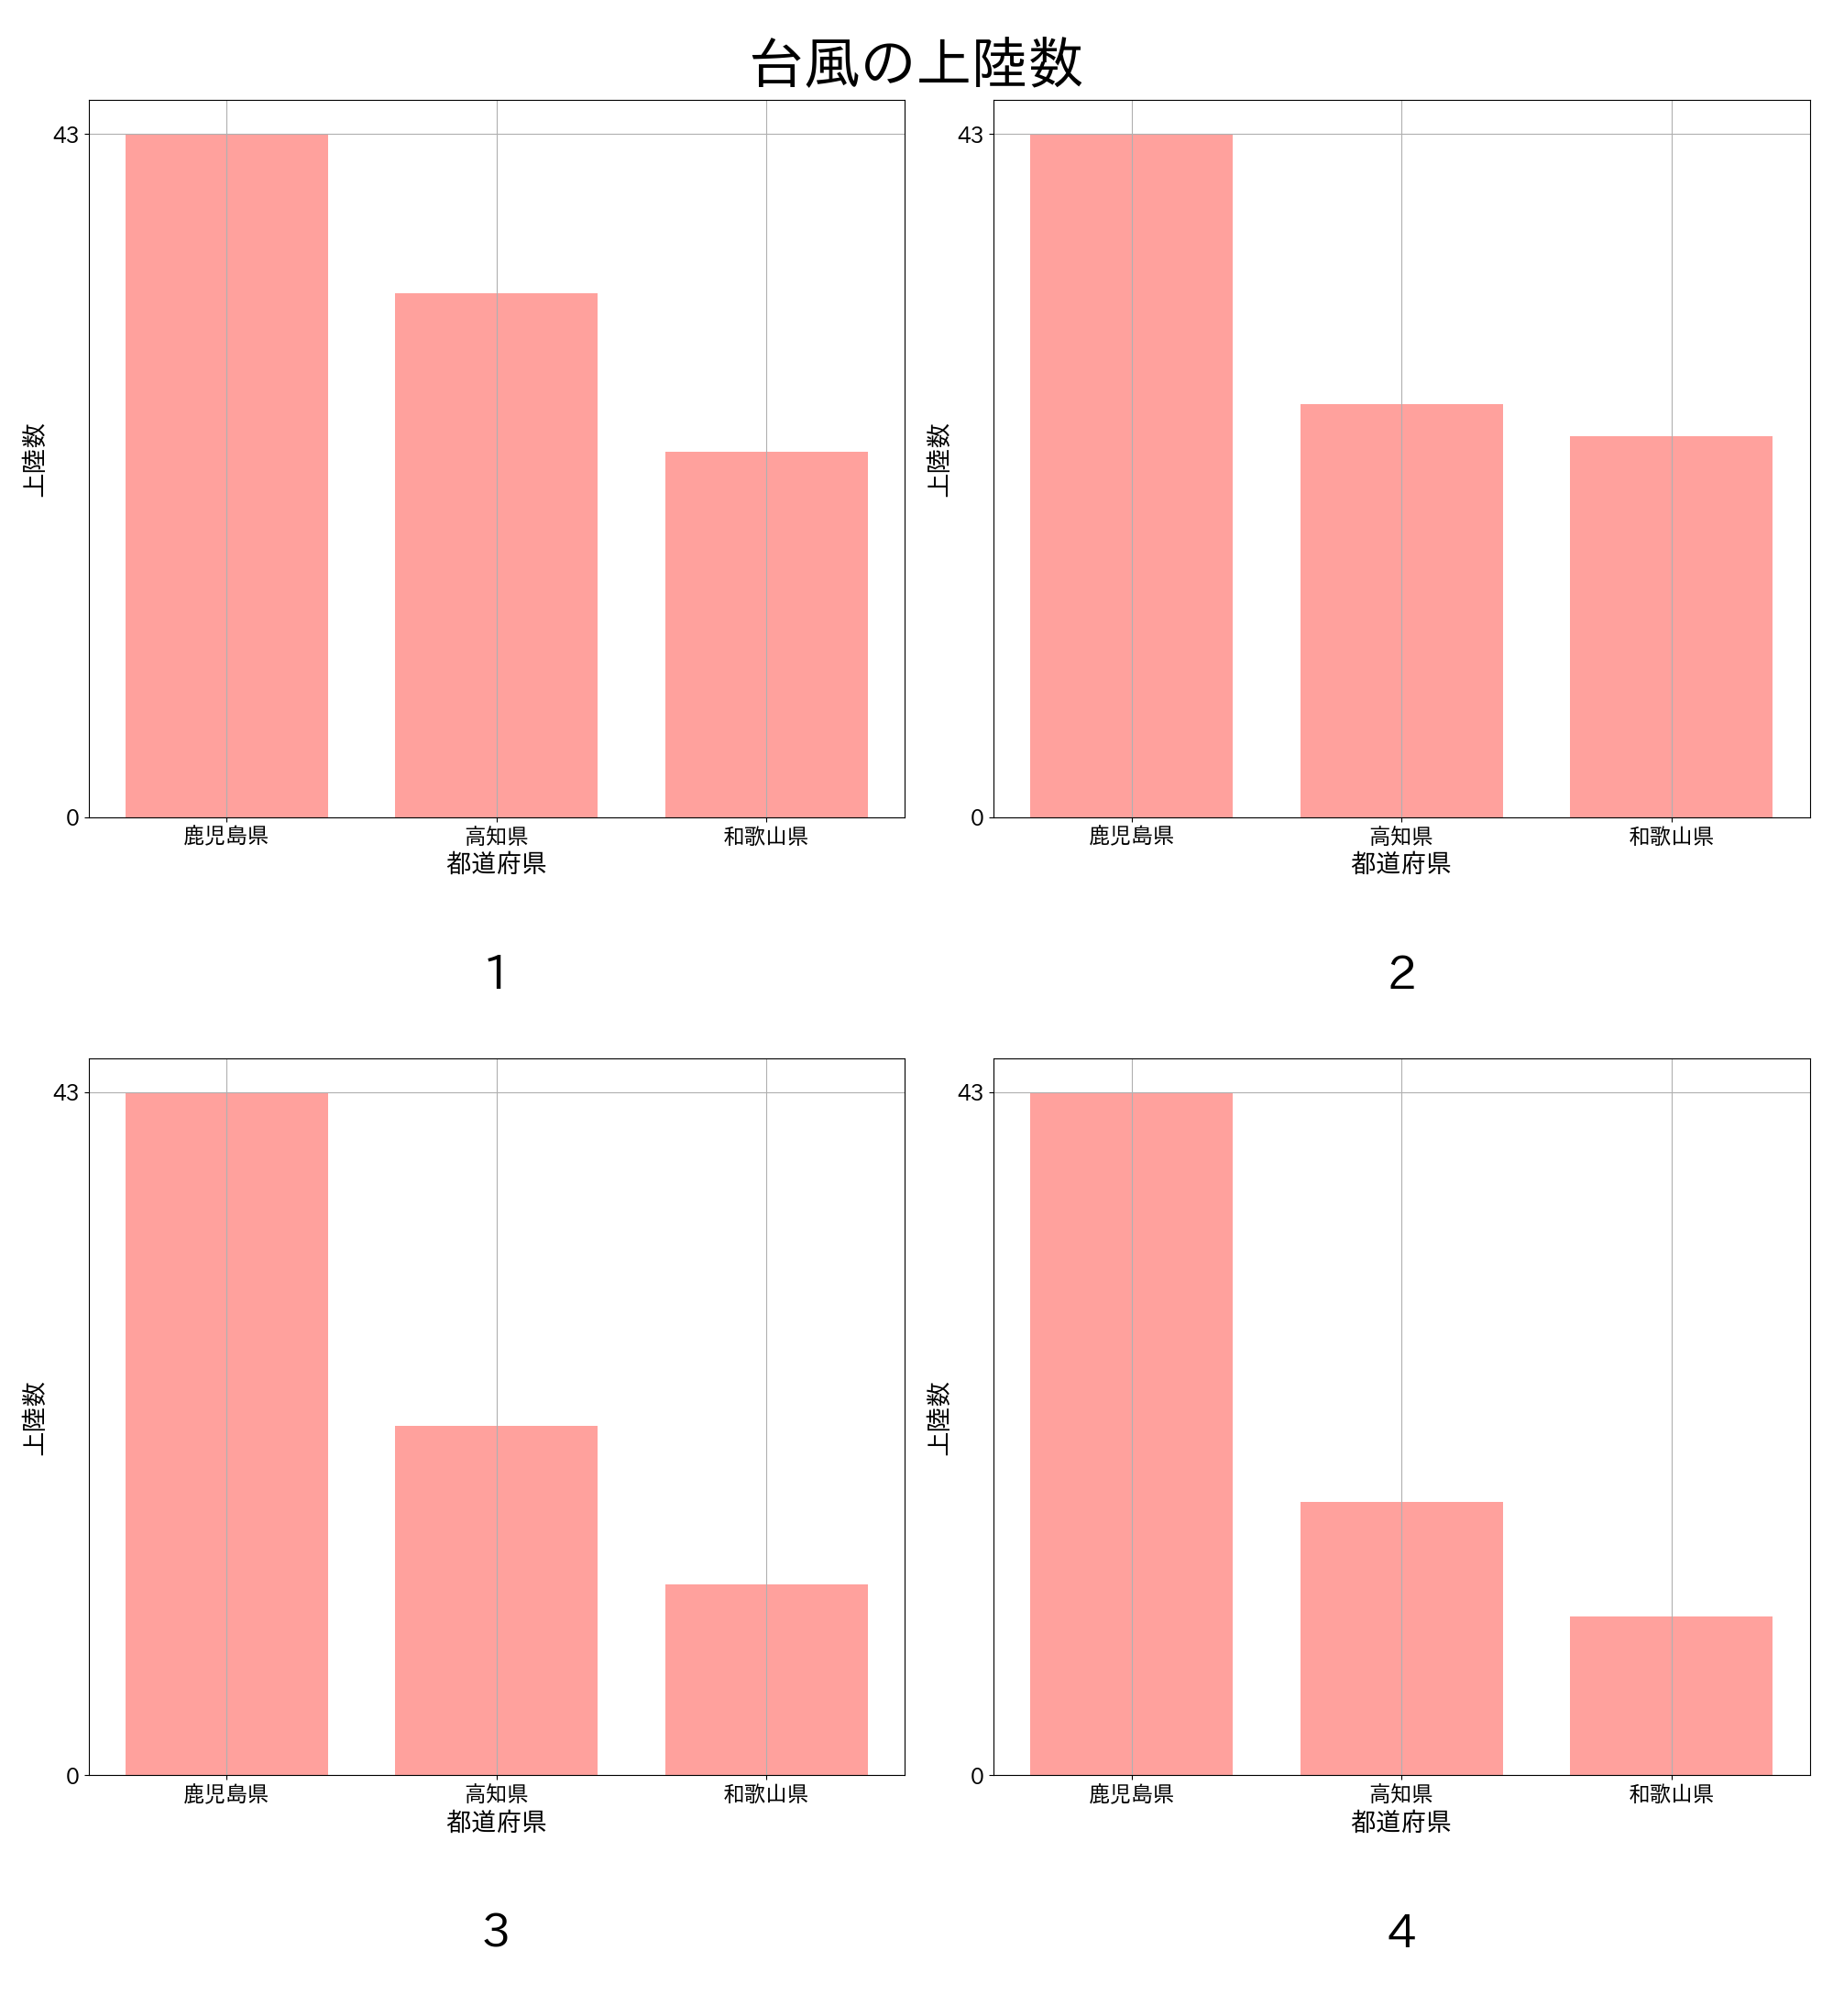 台風の上陸数
43
0
上陸数
鹿児島県 高知県 和歌山県
都道府県
1
43
0
上陸数
鹿児島県 高知県 和歌山県
都道府県
2
43
0
上陸数
鹿児島県 高知県 和歌山県
都道府県
3
43
0
上陸数
鹿児島県 高知県 和歌山県
都道府県
4